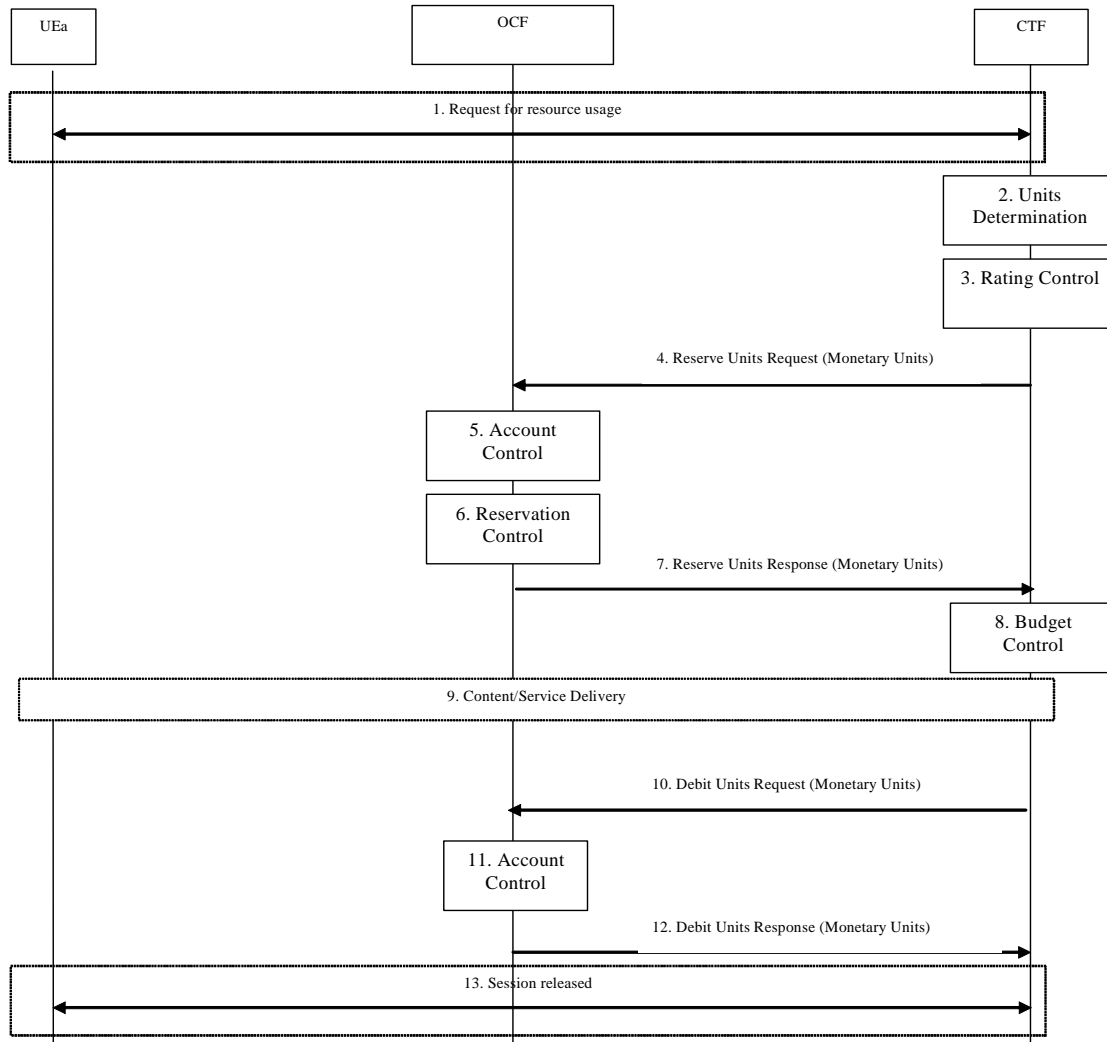 UEa
OCF
CTF
1. Request for resource usage
2. Units
Determination
3. Rating Control
4. Reserve Units Request (Monetary Units)
5. Account
Control
6. Reservation
Control
7. Reserve Units Response (Monetary Units)
8. Budget
Control
9. Content/Service Delivery
10. Debit Units Request (Monetary Units)
11. Account
Control
12. Debit Units Response (Monetary Units)
13. Session released